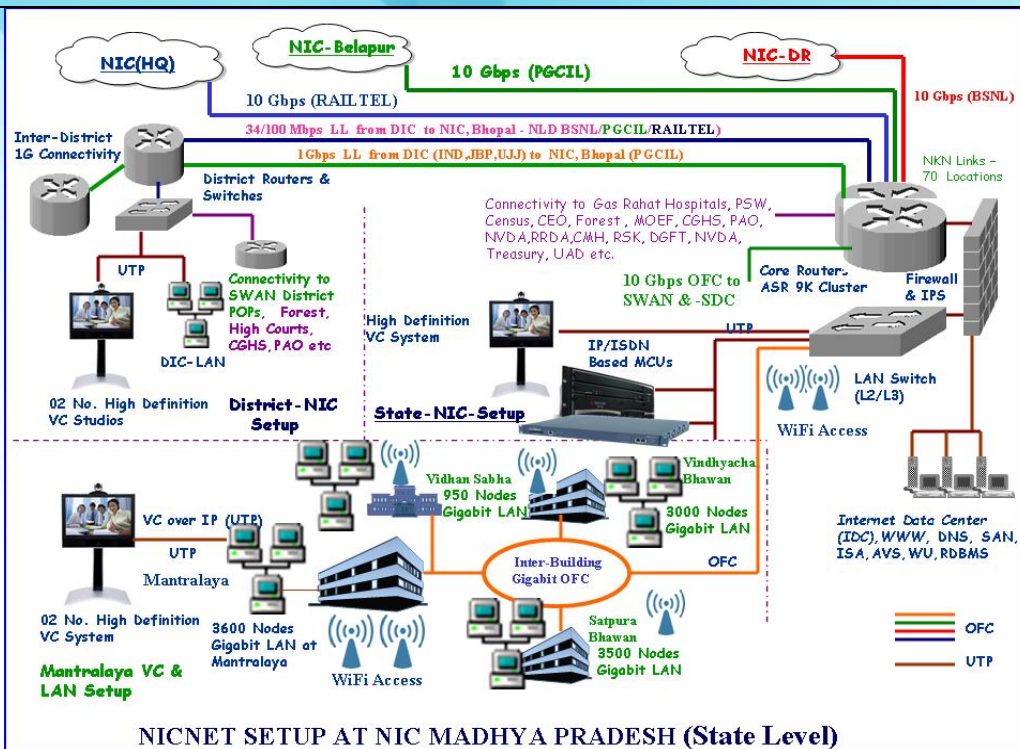 NIC(HQ)
NIC-Belapur
NIC-DR
10 Gbps (PGCIL)
10 Gbps (RAILTEL)
10 Gbps (BSNL)
34/100 Mbps LL from DIC to NIC, Bhopal - NLD BSNL/PGCIL/RAILTEL)
1Gbps LL from DIC (IND,JBP,UJJ) to NIC, Bhopal (PGCIL)
Inter-District
1G Connectivity
District Routers &
Switches
NKN Links –
70 Locations
Connectivity to Gas Rahat Hospitals, PSW,
Census, CEO, Forest , MOEF, CGHS, PAO,
NVDA,RRDA,CMH, RSK, DGFT, NVDA,
Treasury, UAD etc.
10 Gbps OFC to
SWAN & -SDC
Core Routers
ASR 9K Cluster
Firewall
& IPS
UTP
Connectivity to
SWAN District
POPs, Forest,
High Courts,
CGHS, PAO etc
DIC-LAN
02 No. High Definition
VC Studios
District-NIC
Setup
High Definition
VC System
IP/ISDN
Based MCUs
UTP
State-NIC-Setup
LAN Switch
(L2/L3)
WiFi Access
Internet Data Center
(IDC), WWW, DNS, SAN,
ISA, AVS, WU, RDBMS
Vidhan Sabha
950 Nodes
Gigabit LAN
Vindhyacha
Bhawan
3000 Nodes
Gigabit LAN
VC over IP (UTP)
UTP
Mantralaya
Inter-Building
Gigabit OFC
OFC
02 No. High Definition
VC System
3600 Nodes
Gigabit LAN at
Mantralaya
WiFi Access
Satpura
Bhawan
3500 Nodes
Gigabit LAN
Mantralaya VC &
LAN Setup
OFC
UTP
NICNET SETUP AT NIC MADHYA PRADESH (State Level)